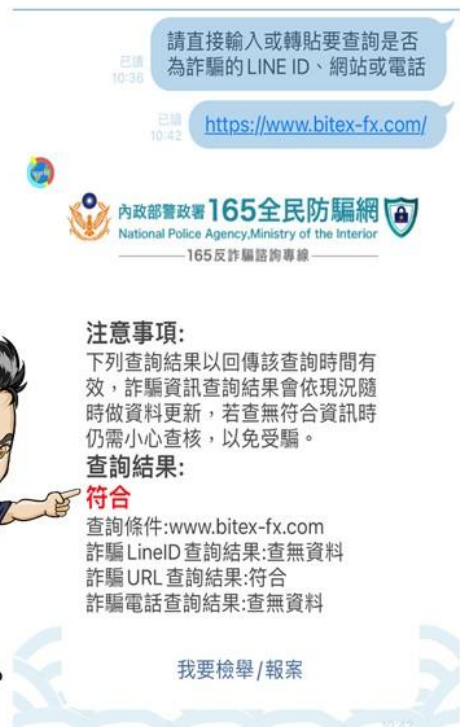 請直接輸入或轉貼要查詢是否
為詐騙的LINE ID、網站或電話
已讀
10:36
https://www.bitex-fx.com/
已讀
10:42
內政部警政署165全民防騙網
National Police Agency,Ministry of the Interior
165反詐騙諮詢專線
注意事項:
下列查詢結果以回傳該查詢時間有
效，詐騙資訊查詢結果會依現況隨
時做資料更新，若查無符合資訊時
仍需小心查核，以免受騙。
查詢結果:
符合
查詢條件:www.bitex-fx.com
詐騙LineID查詢結果:查無資料
詐騙URL查詢結果:符合
詐騙電話查詢結果:查無資料
我要檢舉/報案
10:42